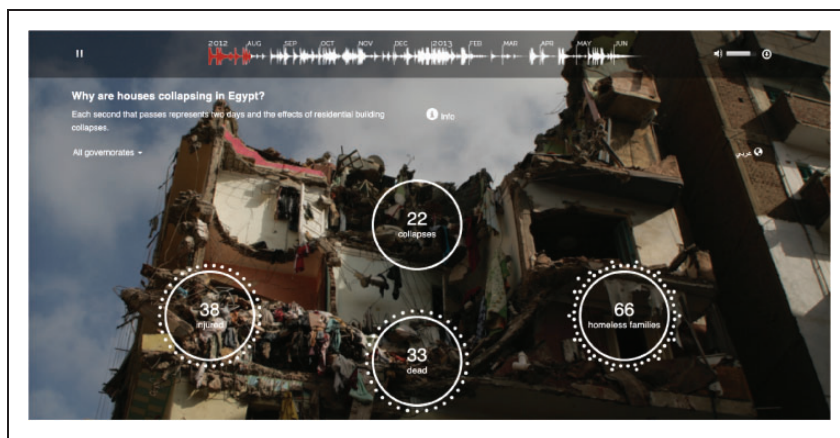 2012 AUG SEP OCT NOV DEC 2013 FEB MAR APR MAY JUN
Why are houses collapsing in Egypt?
Each second that passes represents two days and the effects of residential building
collapses.
Info
All governorates
عربي
22
collapses
38
injured
66
homeless families
33
dead